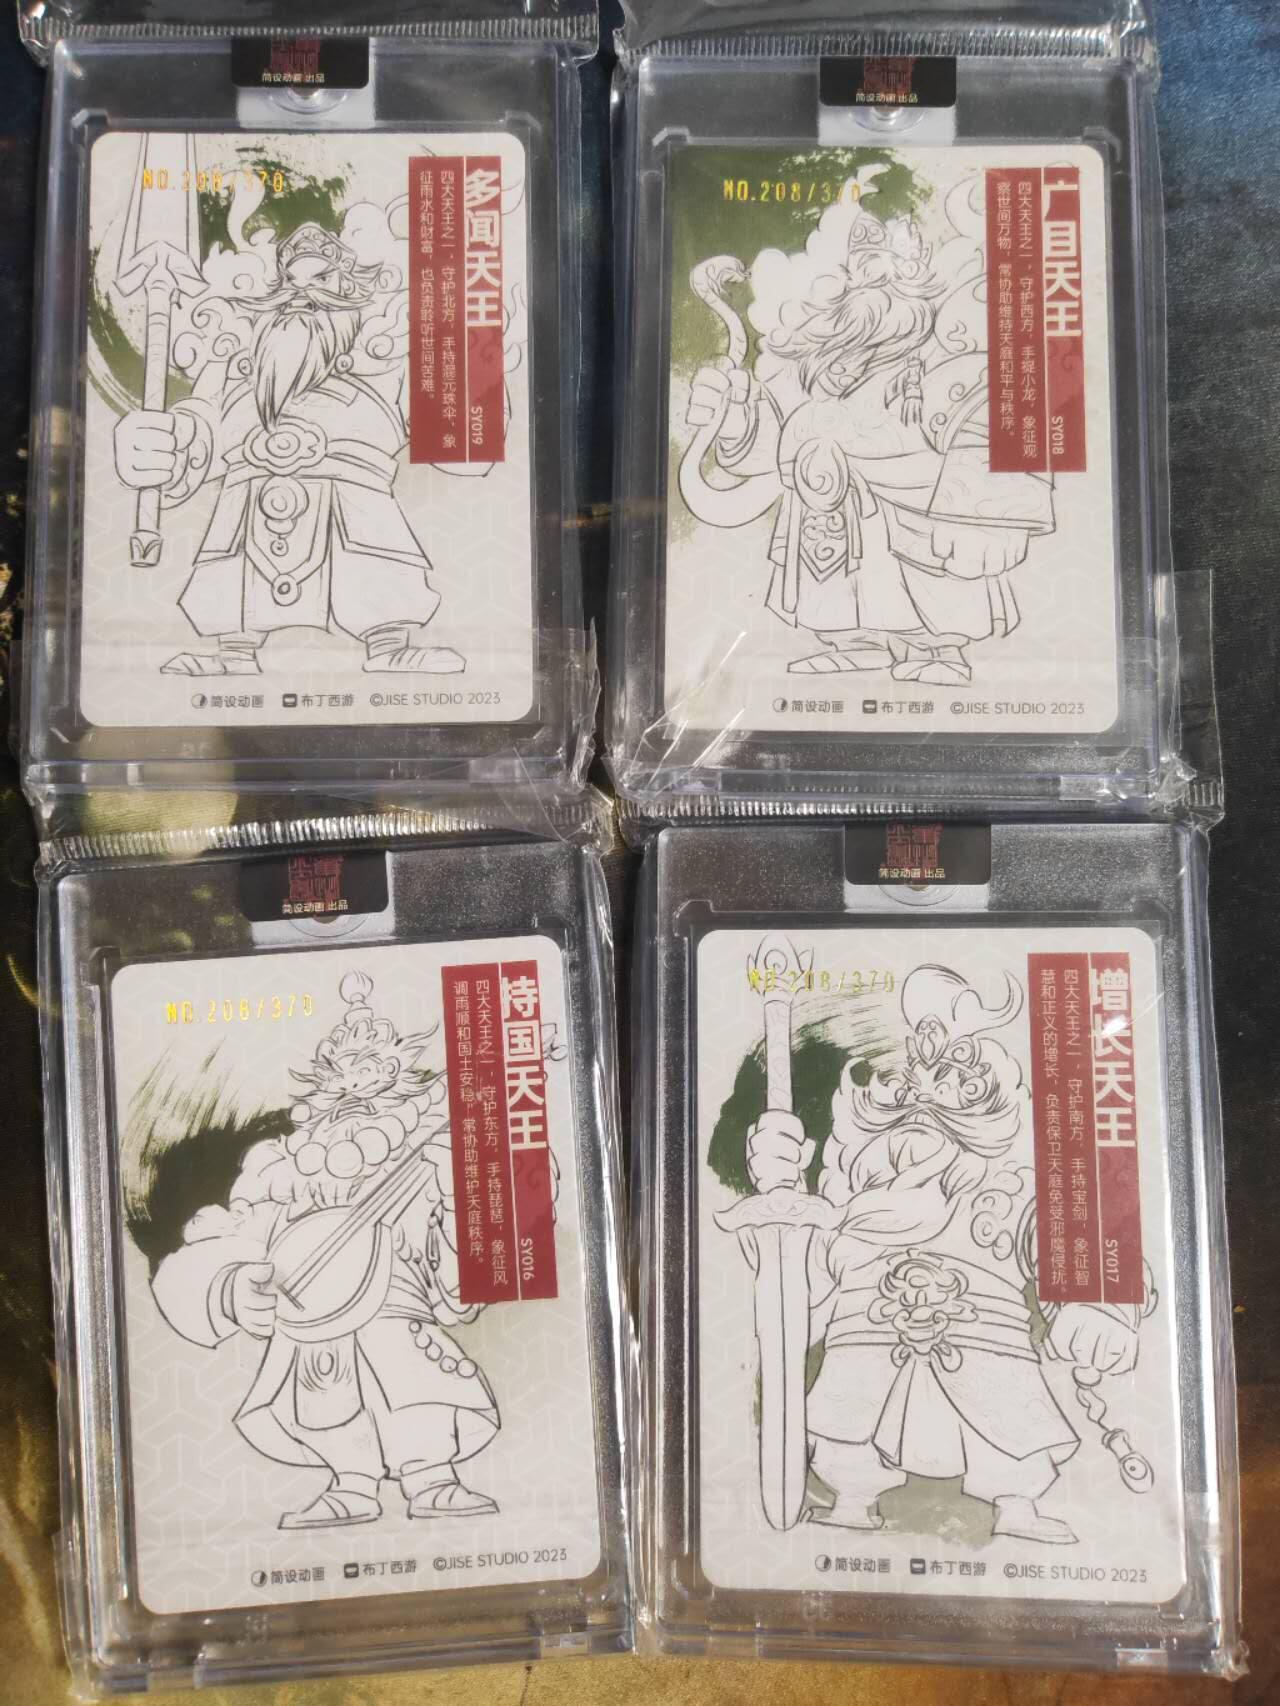 简设动画 出品
NO.208/370
多闻天王
SY019
四大天王之一，守护北方，手持混元珠伞，象
征雨水和财富，也负责聆听世间苦难。
简设动画 布丁西游 ©JISE STUDIO 2023
简设动画 出品
NO.208/370
广目天王
SY018
四大天王之一，守护西方，手捉小龙，象征观
察世间万物，常协助维持天庭和平与秩序。
简设动画 布丁西游 ©JISE STUDIO 2023
简设动画 出品
NO.208/370
持国天王
SY016
四大天王之一，守护东方，手持琵琶，象征风
调雨顺和国土安稳”常协助维护天庭秩序。
简设动画 布丁西游 ©JISE STUDIO 2023
简设动画 出品
NO.208/370
增长天王
SY017
四大天王之一，守护南方，手持宝剑，象征智
慧和正义的增长，负责保卫天庭免受邪魔侵扰。
简设动画 布丁西游 ©JISE STUDIO 2023